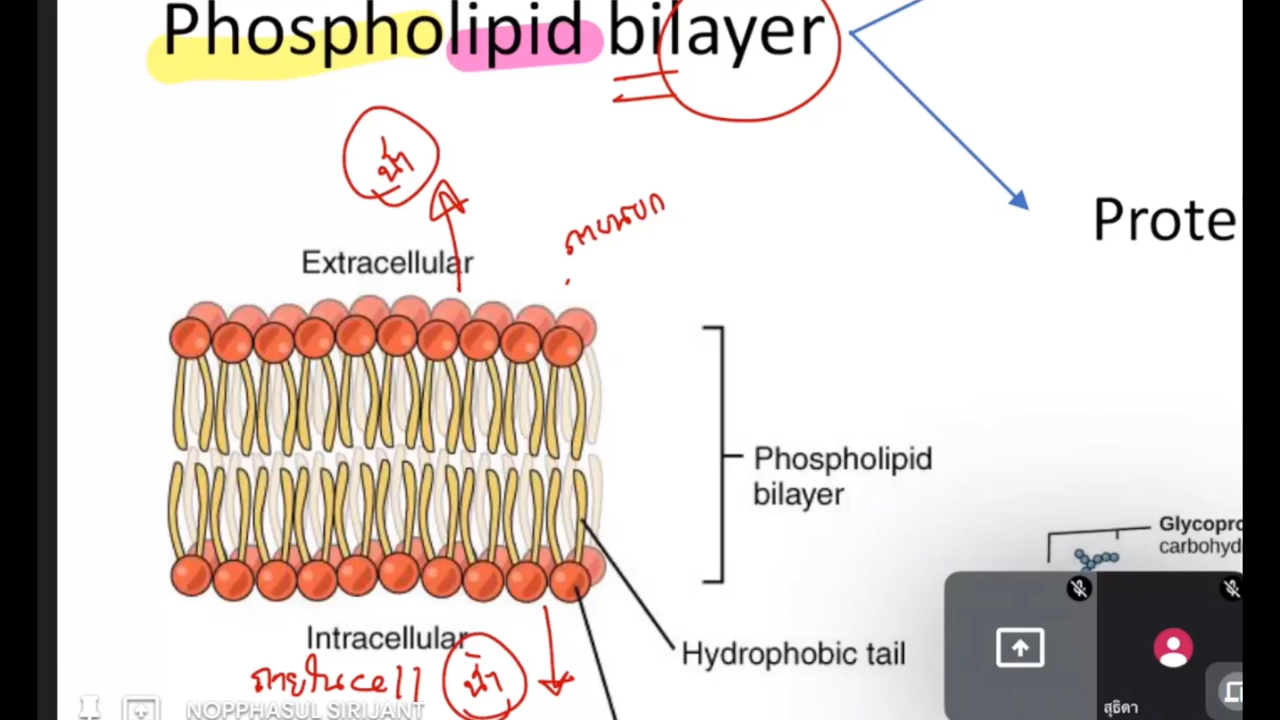 Phospholipid bilayer
น้ำ
ภายนอก
Extracellular
Prote
Phospholipid
bilayer
Glycopro
carbohyd
Intracellular
ภายในcell น้ำ
Hydrophobic tail
NOPPHASUL SIRIJANT
สุธิดา